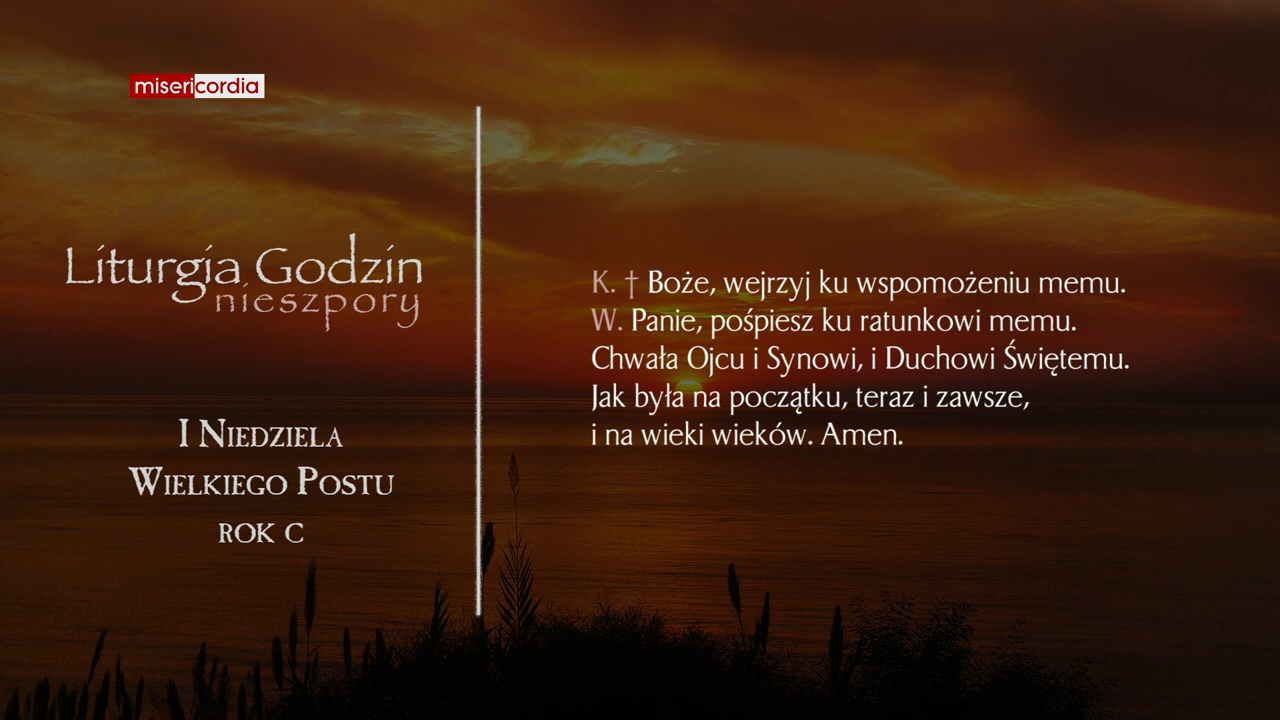 misericordia
Liturgia Godzin
nieszpory
I Niedziela
Wielkiego Postu
rok C
K. † Boże, wejrzyj ku wspomożeniu memu.
W. Panie, pośpiesz ku ratunkowi memu.
Chwała Ojcu i Synowi, i Duchowi Świętemu.
Jak była na początku, teraz i zawsze,
i na wieki wieków. Amen.